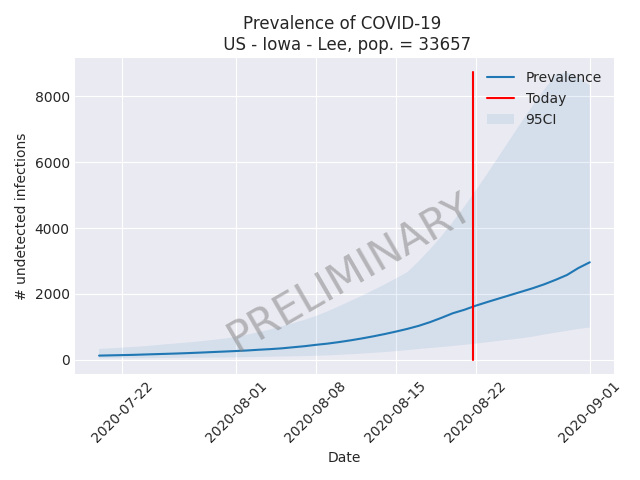 Prevalence of COVID-19
US - Iowa - Lee, pop. = 33657
Prevalence
Today
95CI
8000
6000
4000
2000
0
# undetected infections
PRELIMINARY
2020-07-22
2020-08-01
2020-08-08
2020-08-15
2020-08-22
2020-09-01
Date